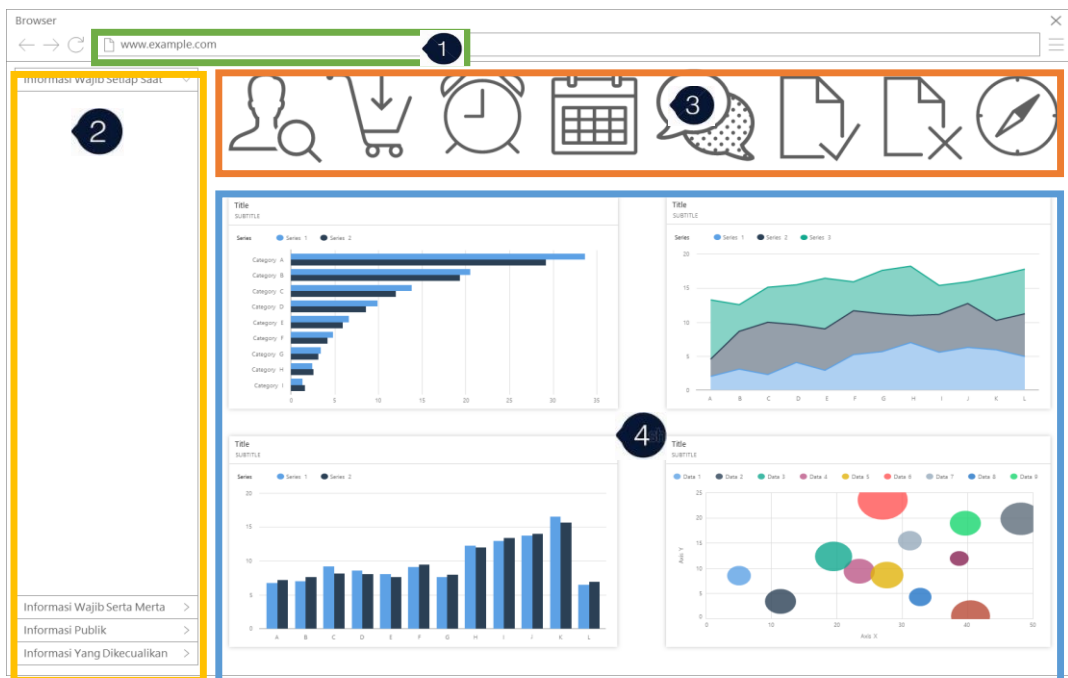 Browser
www.example.com
1
Informasi Wajib Setiap Saat
2
3
Title
SUBTITLE
Series Series 1 Series 2
Category A
Category B
Category C
Category D
Category E
Category F
Category G
Category H
Category I
0 5 10 15 20 25 30 35
Title
SUBTITLE
Series Series 1 Series 2 Series 3
20
15
10
5
0
A B C D E F G H I J K L
4
Title
SUBTITLE
Series Series 1 Series 2
20
15
10
5
0
A B C D E F G H I J K L
Title
SUBTITLE
Data 1 Data 2 Data 3 Data 4 Data 5 Data 6 Data 7 Data 8 Data 9
25
20
15
10
5
0
Axis Y
0 10 20 30 40 50
Axis X
Informasi Wajib Serta Merta
Informasi Publik
Informasi Yang Dikecualikan